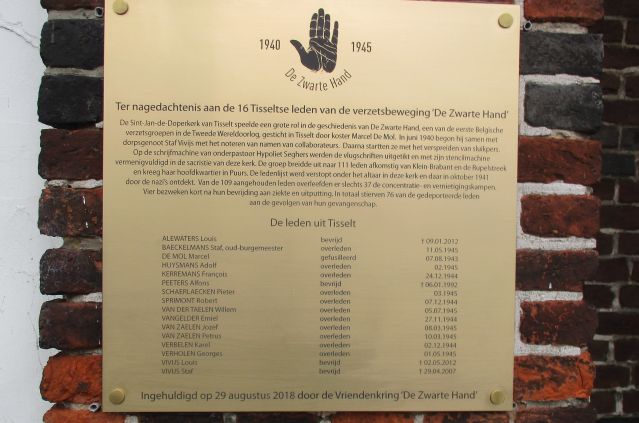 1940 1945
De Zwarte Hand
Ter nagedachtenis aan de 16 Tisseltse leden van de verzetsbeweging 'De Zwarte Hand'
De Sint-Jan-de-Doperkerk van Tisselt speelde een grote rol in de geschiedenis van De Zwarte Hand, een van de eerste Belgische
verzetsgroepen in de Tweede Wereldoorlog, gesticht in Tisselt door koster Marcel De Mol. In juni 1940 begon hij samen met
dorpsgenoot Staf Vivijs met het noteren van namen van collaborateurs. Daarna startten ze met het verspreiden van sluikpers.
Op de schrijfmachine van onderpastoor Hypoliet Seghers werden de vlugschriften uitgetikt en met zijn stencilmachine
vermenigvuldigd in de sacristie van deze kerk. De groep breidde uit naar 111 leden afkomstig van Klein-Brabant en de Rupelstreek
en kreeg haar hoofdkwartier in Puurs. De ledenlijst werd verstopt onder het altaar in deze kerk en daar in oktober 1941
door de nazi's ontdekt. Van de 109 aangehouden leden overleefden er slechts 37 de concentratie- en vernietigingskampen.
Vier bezweken kort na hun bevrijding aan ziekte en uitputting. In totaal stierven 76 van de gedeporteerde leden
aan de gevolgen van hun gevangenschap.
De leden uit Tisselt
ALEWATERS Louis bevrijd † 09.01.2012
BAECKELMANS Staf, oud-burgemeester overleden 11.05.1945
DE MOL Marcel gefusilleerd 07.08.1943
HUYSMANS Adolf overleden 02.1945
KERREMANS François overleden 24.12.1944
PEETERS Alfons bevrijd † 06.01.1992
SCHAERLAECKEN Pieter overleden 03.1945
SPRIMONT Robert overleden 07.12.1944
VAN DER TAELEN Willem overleden 05.07.1945
VANGELDER Emiel overleden 27.11.1944
VAN ZAELEN Jozef overleden 08.03.1945
VAN ZAELEN Petrus overleden 10.03.1945
VERBELEN Karel overleden 02.12.1944
VERHOLEN Georges overleden 01.05.1945
VIVIJS Louis bevrijd † 02.05.2012
VIVIJS Staf bevrijd † 29.04.2007
Ingehuldigd op 29 augustus 2018 door de Vriendenkring 'De Zwarte Hand'